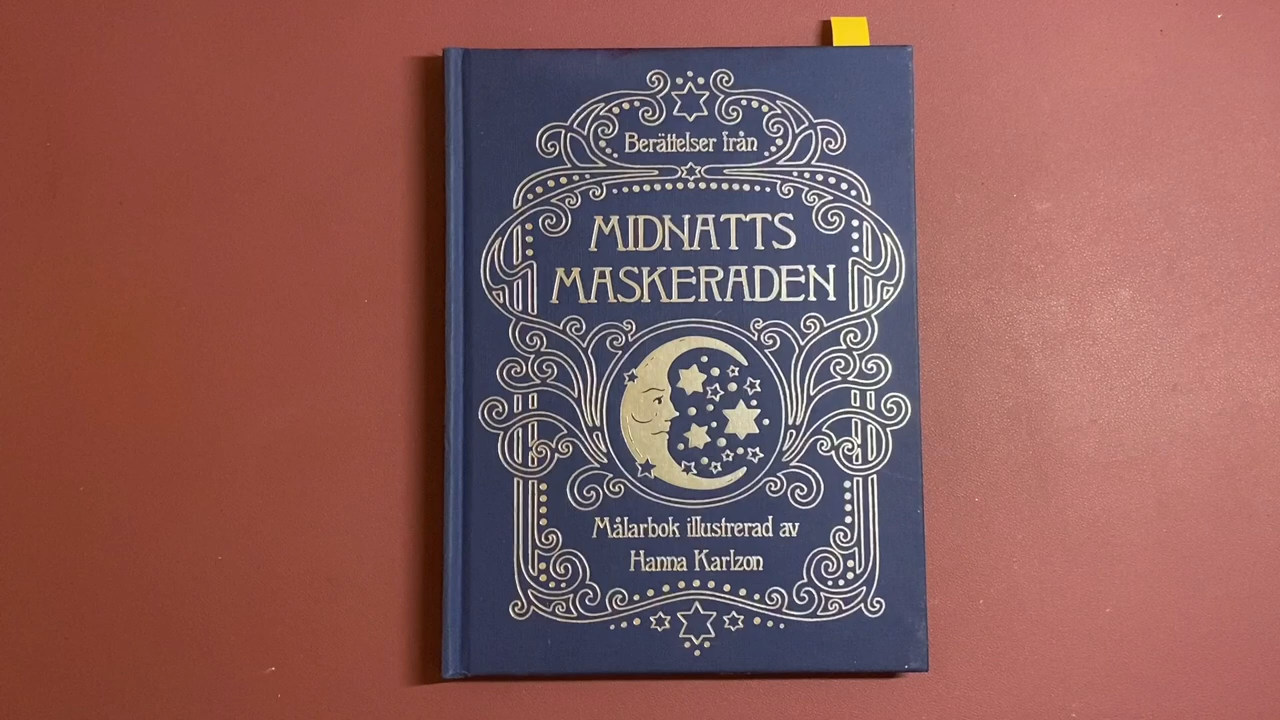 Berättelser från
MIDNATTS
MASKERADEN
Målarbok illustrerad av
Hanna Karlzon